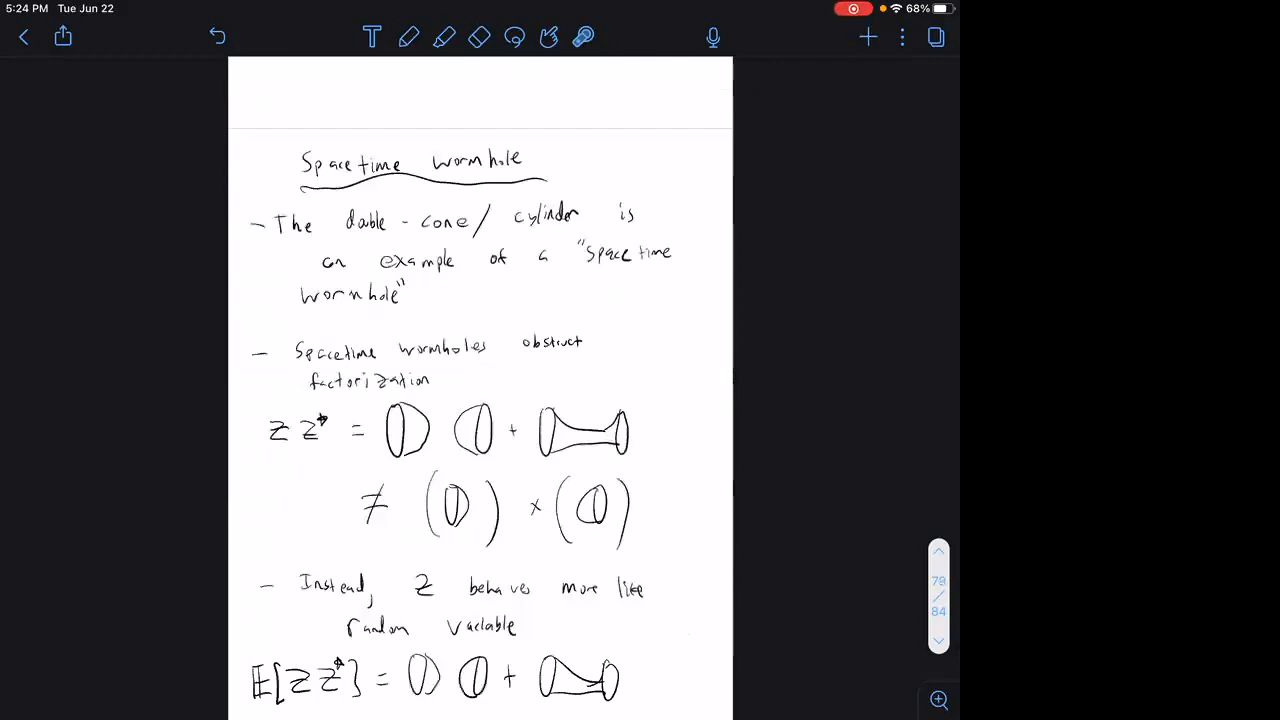 5:24 PM Tue Jun 22
68%
Spacetime wormhole
- The double-cone/cylinder is
an example of a "Spacetime
wormhole"
- Spacetime wormholes obstruct
factorization
Z Z* = +
≠ ( ) × ( )
79
/
84
- Instead, Z behaves more like
random variable
E[Z Z*] = +